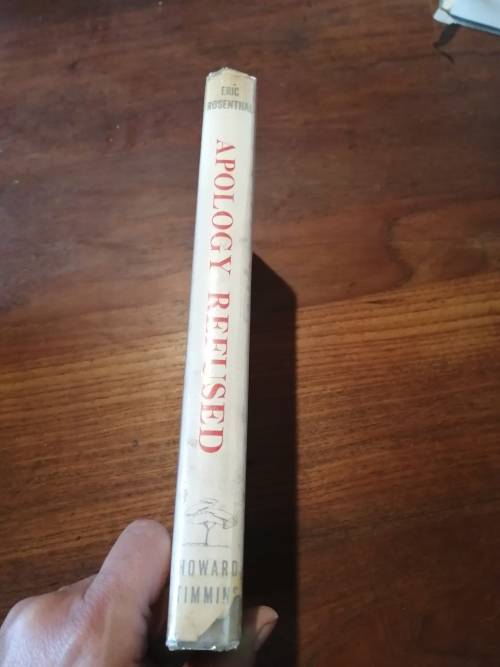 ERIC
ROSENTHAL
APOLOGY REFUSED
HOWARD
TIMMINS